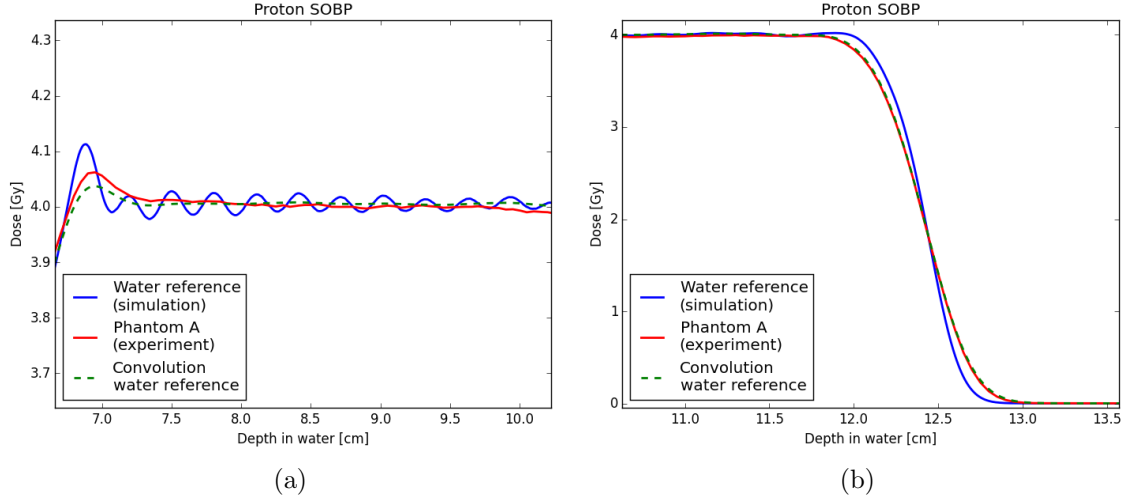 Proton SOBP
4.3
4.2
4.1
4.0
3.9
3.8
3.7
Dose [Gy]
Water reference
(simulation)
Phantom A
(experiment)
Convolution
water reference
7.0 7.5 8.0 8.5 9.0 9.5 10.0
Depth in water [cm]
(a)
Proton SOBP
4
3
2
1
0
Dose [Gy]
Water reference
(simulation)
Phantom A
(experiment)
Convolution
water reference
11.0 11.5 12.0 12.5 13.0 13.5
Depth in water [cm]
(b)